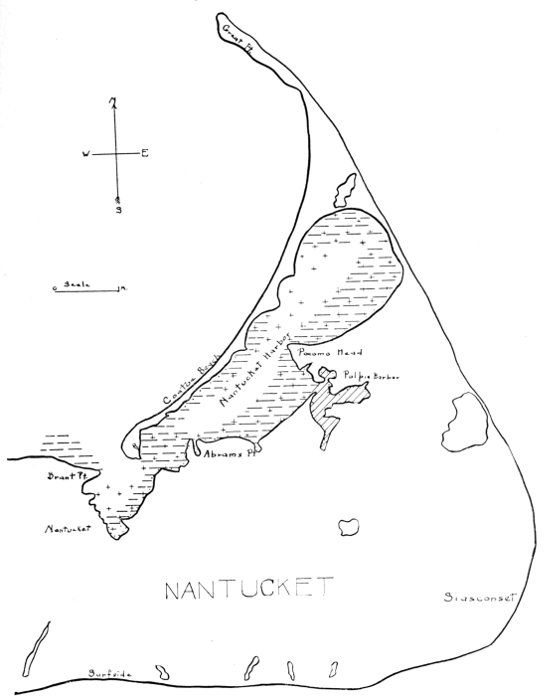 Great Pt.
N
W E
S
0 Scale
Pocomo Head
Nantucket Harbor
Polpis Harbor
Coatue Beach
Abrams Pt
Brant Pt.
Nantucket
NANTUCKET
Siasconset
Surfside